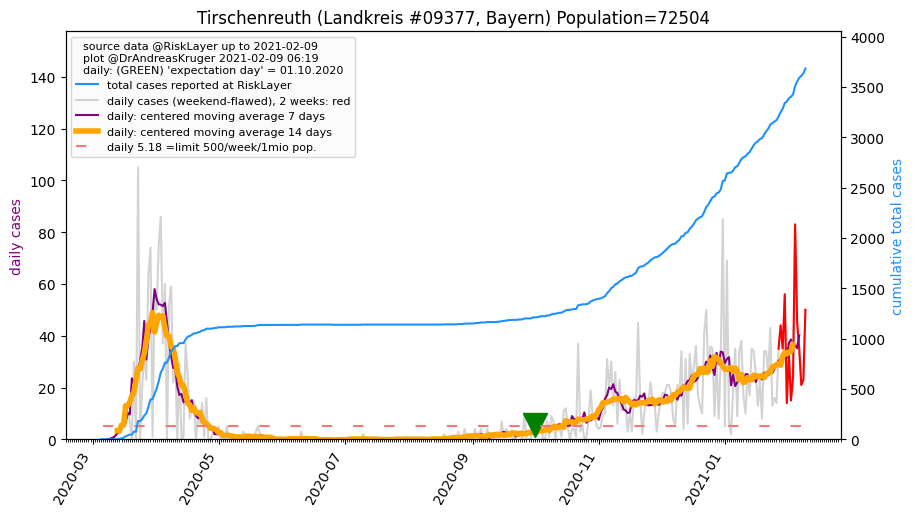 Tirschenreuth (Landkreis #09377, Bayern) Population=72504
source data @RiskLayer up to 2021-02-09
plot @DrAndreasKruger 2021-02-09 06:19
daily: (GREEN) 'expectation day' = 01.10.2020
total cases reported at RiskLayer
daily cases (weekend-flawed), 2 weeks: red
daily: centered moving average 7 days
daily: centered moving average 14 days
daily 5.18 =limit 500/week/1mio pop.
daily cases
140
120
100
80
60
40
20
0
cumulative total cases
4000
3500
3000
2500
2000
1500
1000
500
0
2020-03
2020-05
2020-07
2020-09
2020-11
2021-01